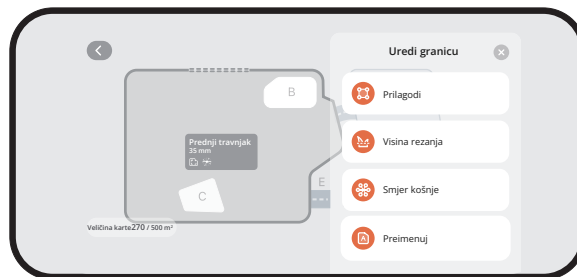 Uredi granicu
B
Prilagodi
Prednji travnjak
35 mm
Visina rezanja
E
Smjer košnje
C
Veličina karte270 / 500 m²
A
Preimenuj